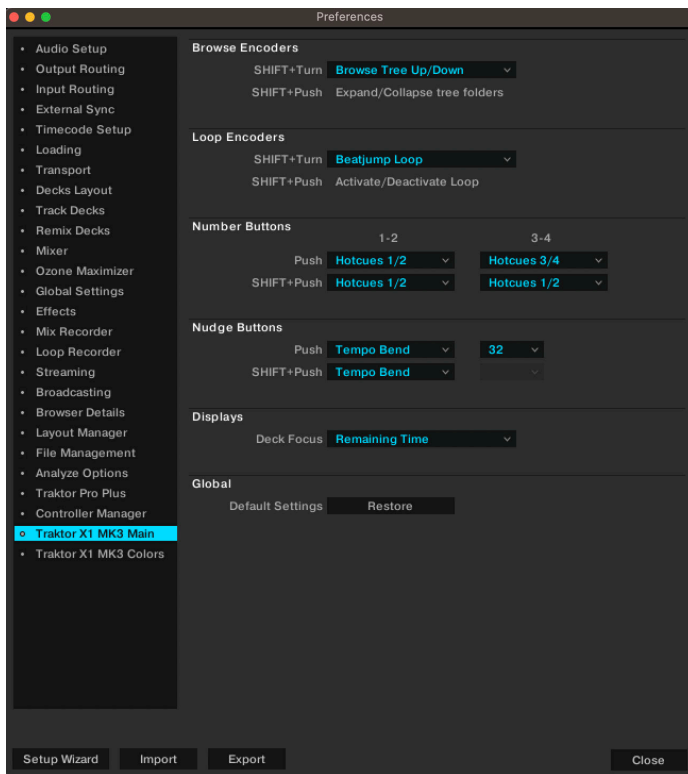 Preferences
Audio Setup
Output Routing
Input Routing
External Sync
Timecode Setup
Loading
Transport
Decks Layout
Track Decks
Remix Decks
Mixer
Ozone Maximizer
Global Settings
Effects
Mix Recorder
Loop Recorder
Streaming
Broadcasting
Browser Details
Layout Manager
File Management
Analyze Options
Traktor Pro Plus
Controller Manager
Traktor X1 MK3 Main
Traktor X1 MK3 Colors
Browse Encoders
SHIFT+Turn Browse Tree Up/Down
SHIFT+Push Expand/Collapse tree folders
Loop Encoders
SHIFT+Turn Beatjump Loop
SHIFT+Push Activate/Deactivate Loop
Number Buttons
1-2 3-4
Push Hotcues 1/2 Hotcues 3/4
SHIFT+Push Hotcues 1/2 Hotcues 1/2
Nudge Buttons
Push Tempo Bend 32
SHIFT+Push Tempo Bend
Displays
Deck Focus Remaining Time
Global
Default Settings Restore
Setup Wizard Import Export Close